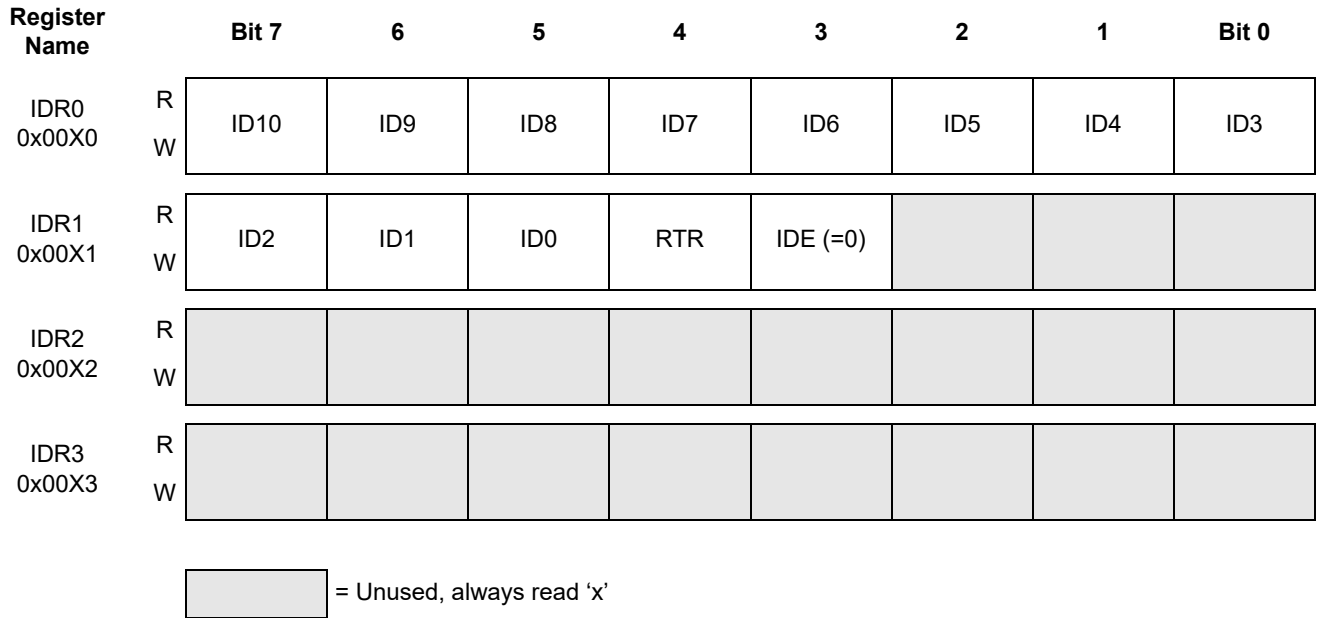 Register Name Bit 7 6 5 4 3 2 1 Bit 0
IDR0 0x00X0 R W ID10 ID9 ID8 ID7 ID6 ID5 ID4 ID3
IDR1 0x00X1 R W ID2 ID1 ID0 RTR IDE (=0)
IDR2 0x00X2 R W
IDR3 0x00X3 R W
= Unused, always read ‘x’